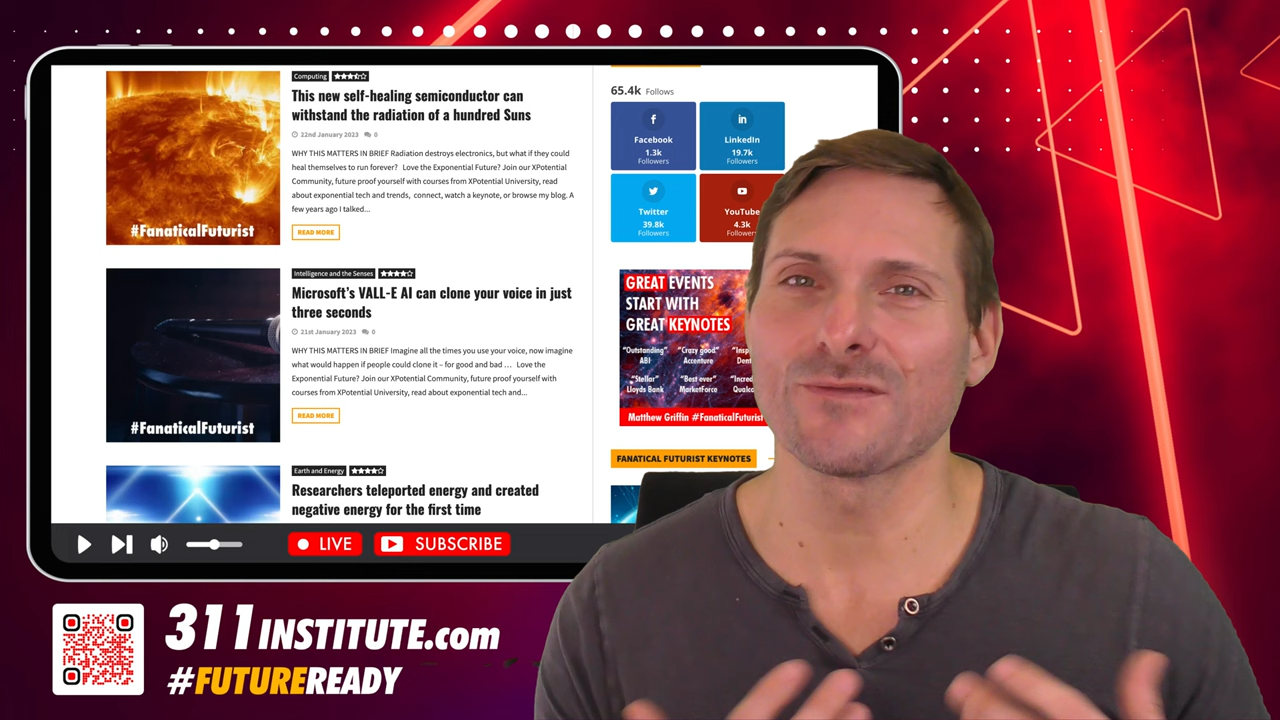 Computing
This new self-healing semiconductor can
withstand the radiation of a hundred Suns
22nd January 2023 0
WHY THIS MATTERS IN BRIEF Radiation destroys electronics, but what if they could
heal themselves to run forever? Love the Exponential Future? Join our XPotential
Community, future proof yourself with courses from XPotential University, read
about exponential tech and trends, connect, watch a keynote, or browse my blog. A
few years ago I talked...
READ MORE
#FanaticalFuturist
Intelligence and the Senses
Microsoft's VALL-E AI can clone your voice in just
three seconds
21st January 2023 0
WHY THIS MATTERS IN BRIEF Imagine all the times you use your voice, now imagine
what would happen if people could clone it – for good and bad ... Love the
Exponential Future? Join our XPotential Community, future proof yourself with
courses from XPotential University, read about exponential tech and...
READ MORE
#FanaticalFuturist
Earth and Energy
Researchers teleported energy and created
negative energy for the first time
65.4k Follows
Facebook
1.3k
Followers
LinkedIn
19.7k
Followers
Twitter
39.8k
Followers
YouTube
4.3k
Followers
GREAT EVENTS
START WITH
GREAT KEYNOTES
"Outstanding"
ABI
"Crazy good"
Accenture
"Stellar"
Lloyds Bank
"Best ever"
MarketForce
Matthew Griffin #FanaticalFuturist
FANATICAL FUTURIST KEYNOTES
LIVE
SUBSCRIBE
311INSTITUTE.com
#FUTUREREADY